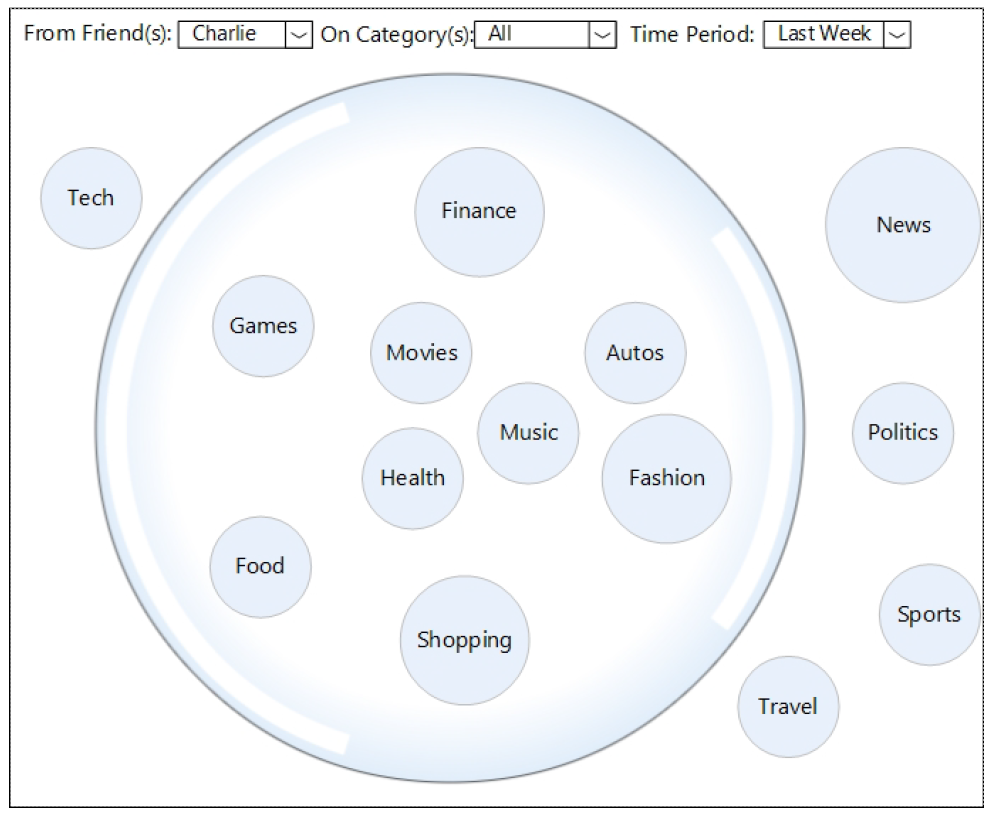 From Friend(s): Charlie On Category(s): All Time Period: Last Week
Tech
Finance
News
Games
Movies
Autos
Music
Politics
Health
Fashion
Food
Sports
Shopping
Travel